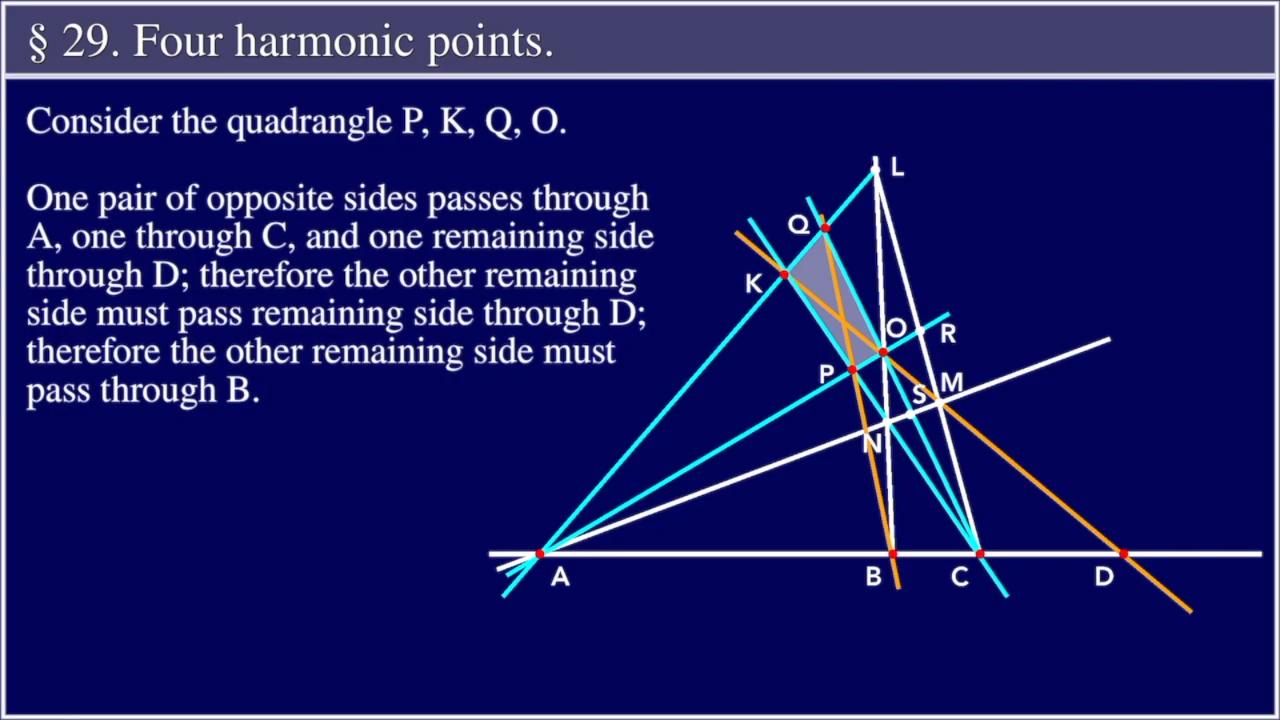 § 29. Four harmonic points.
Consider the quadrangle P, K, Q, O.
One pair of opposite sides passes through
A, one through C, and one remaining side
through D; therefore the other remaining
side must pass remaining side through D;
therefore the other remaining side must
pass through B.
L
Q
K
O
R
P
M
S
N
A
B
C
D